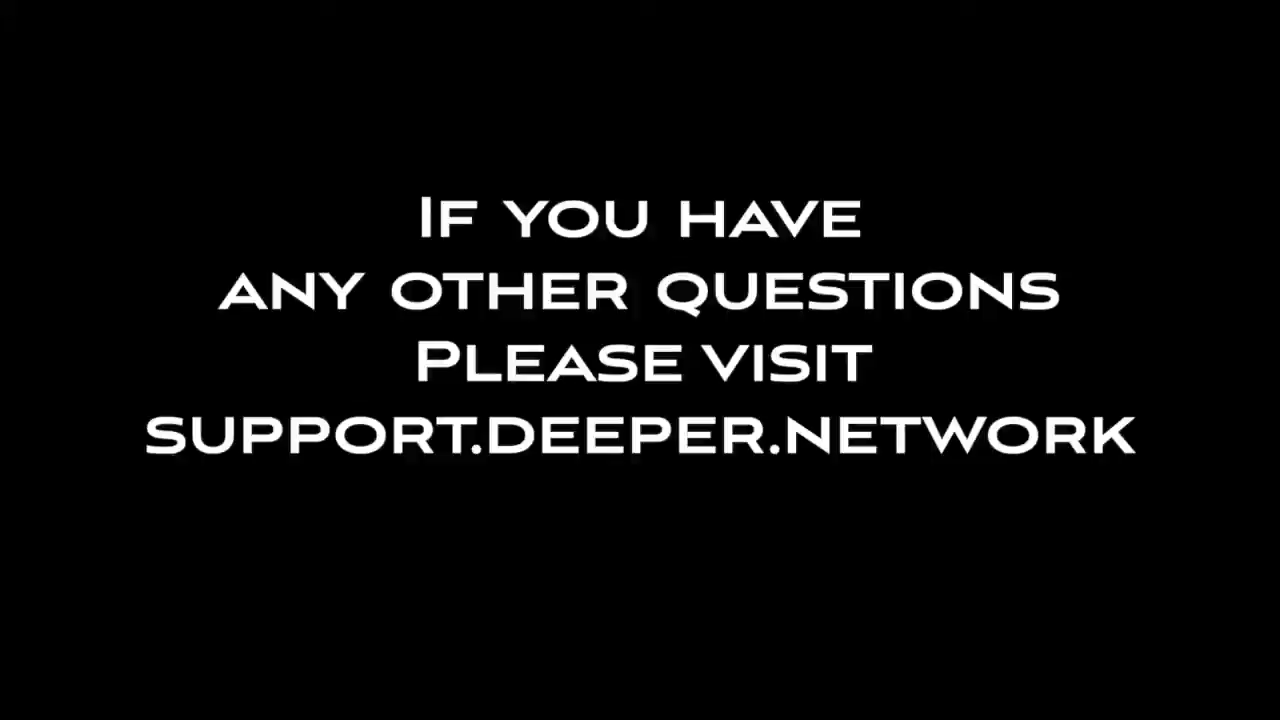 If you have
any other questions
Please visit
support.deeper.network